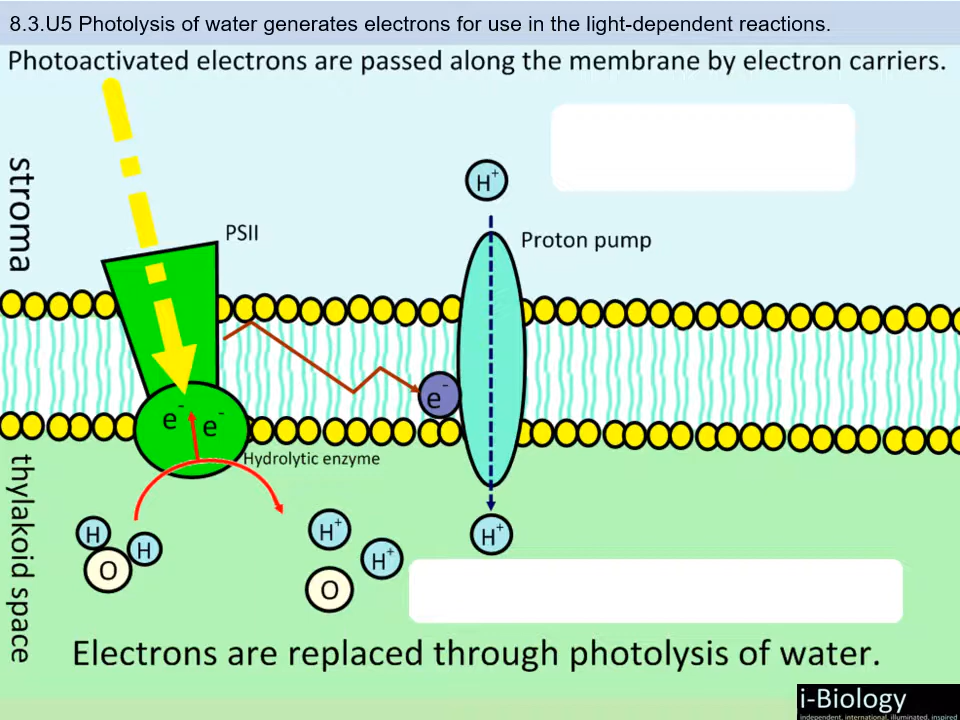 8.3.U5 Photolysis of water generates electrons for use in the light-dependent reactions.
Photoactivated electrons are passed along the membrane by electron carriers.
stroma
H+
PSII
Proton pump
e-
e- e-
Hydrolytic enzyme
thylakoid space
H
H
O
H+
H+
O
H+
Electrons are replaced through photolysis of water.
i-Biology
independent, international, illuminated, inspired